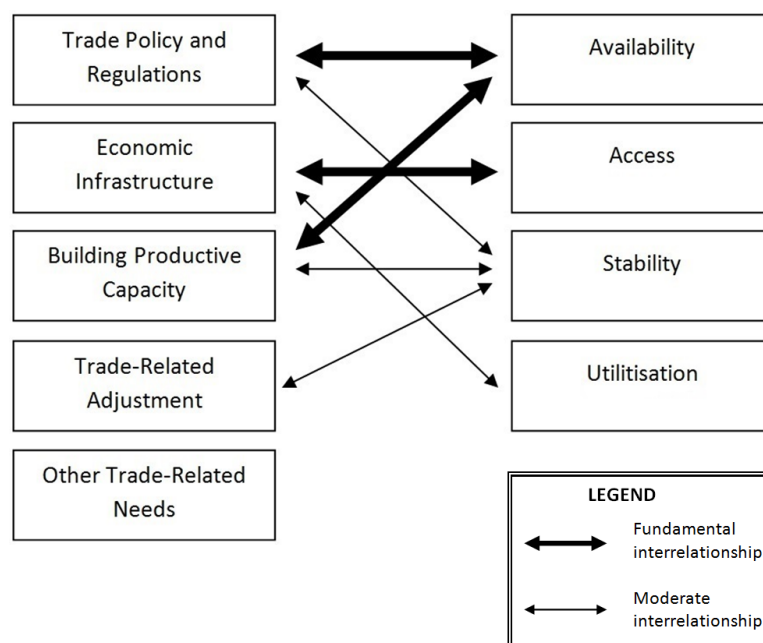 Trade Policy and
Regulations
Economic
Infrastructure
Building Productive
Capacity
Trade-Related
Adjustment
Other Trade-Related
Needs
Availability
Access
Stability
Utilitisation
LEGEND
Fundamental
interrelationship
Moderate
interrelationship